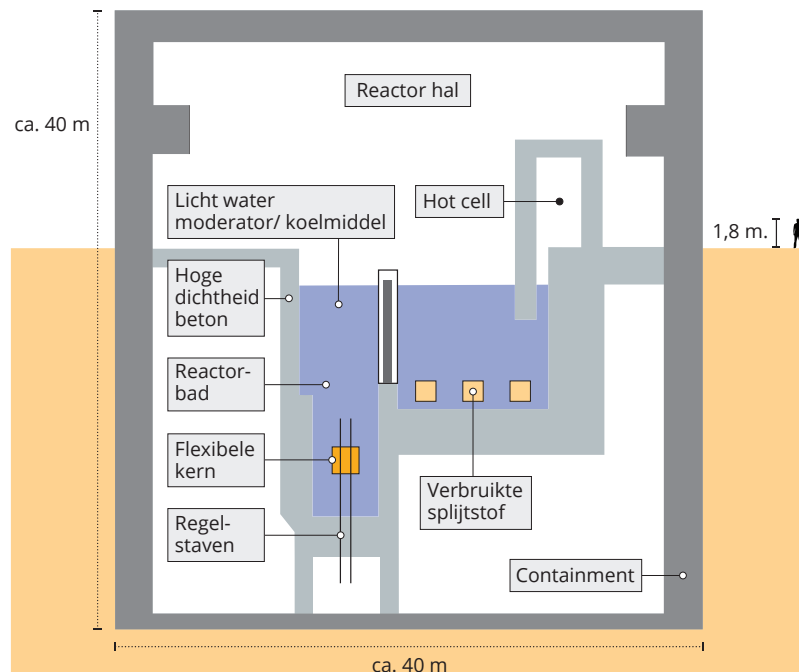 Reactor hal
ca. 40 m
Licht water
moderator/ koelmiddel
Hot cell
1,8 m.
Hoge
dichtheid
beton
Reactor-
bad
Flexibele
kern
Verbruikte
splijtstof
Regel-
staven
Containment
ca. 40 m